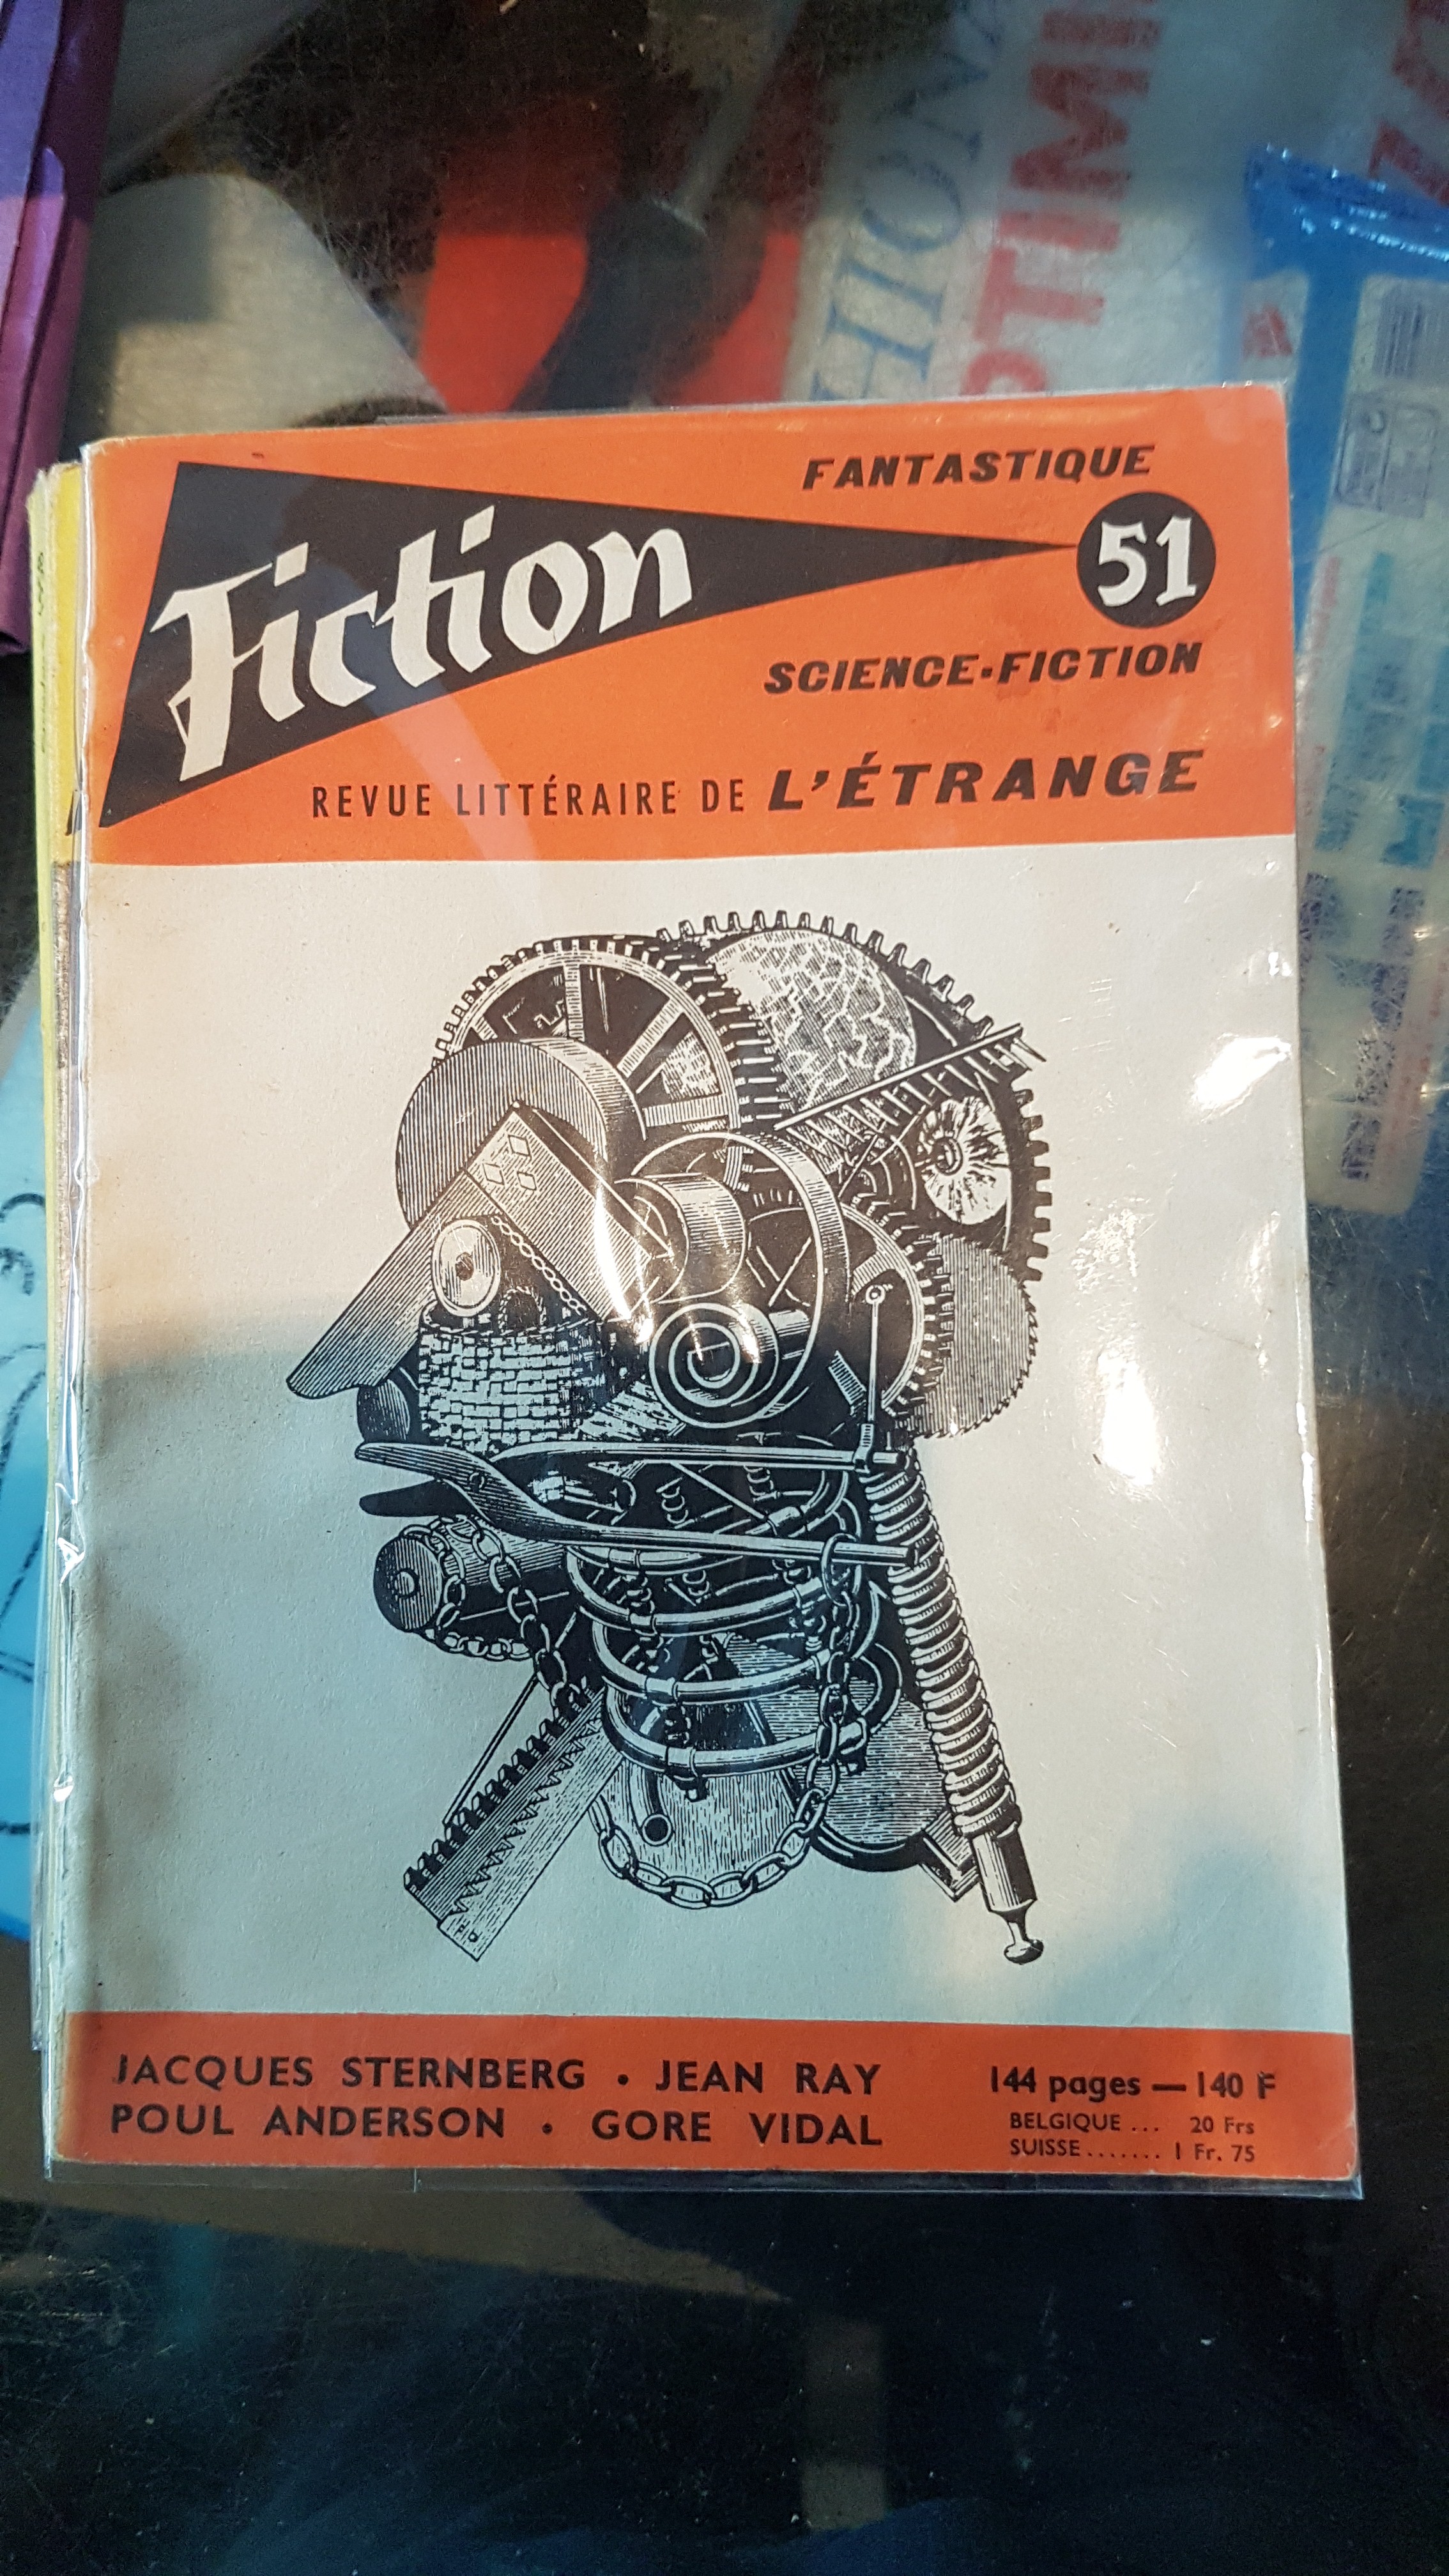 FANTASTIQUE
Fiction
51
SCIENCE-FICTION
REVUE LITTÉRAIRE DE L'ÉTRANGE
JACQUES STERNBERG • JEAN RAY
POUL ANDERSON • GORE VIDAL
144 pages — 140 F
BELGIQUE ... 20 Frs
SUISSE ....... 1 Fr. 75